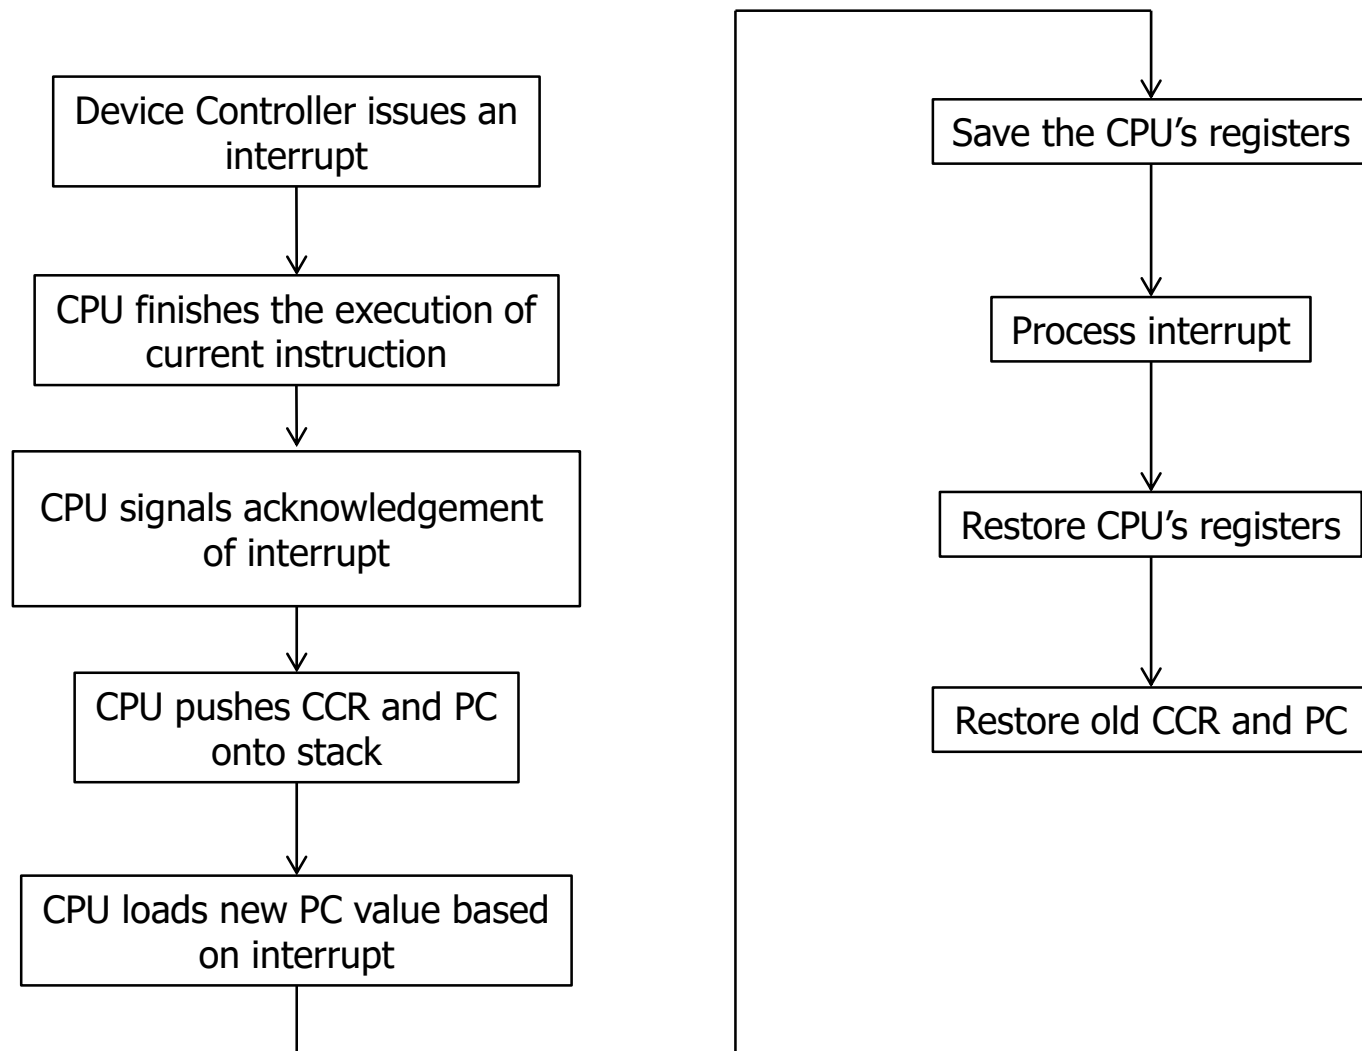 Device Controller issues an
interrupt
CPU finishes the execution of
current instruction
CPU signals acknowledgement
of interrupt
CPU pushes CCR and PC
onto stack
CPU loads new PC value based
on interrupt
Save the CPU’s registers
Process interrupt
Restore CPU’s registers
Restore old CCR and PC